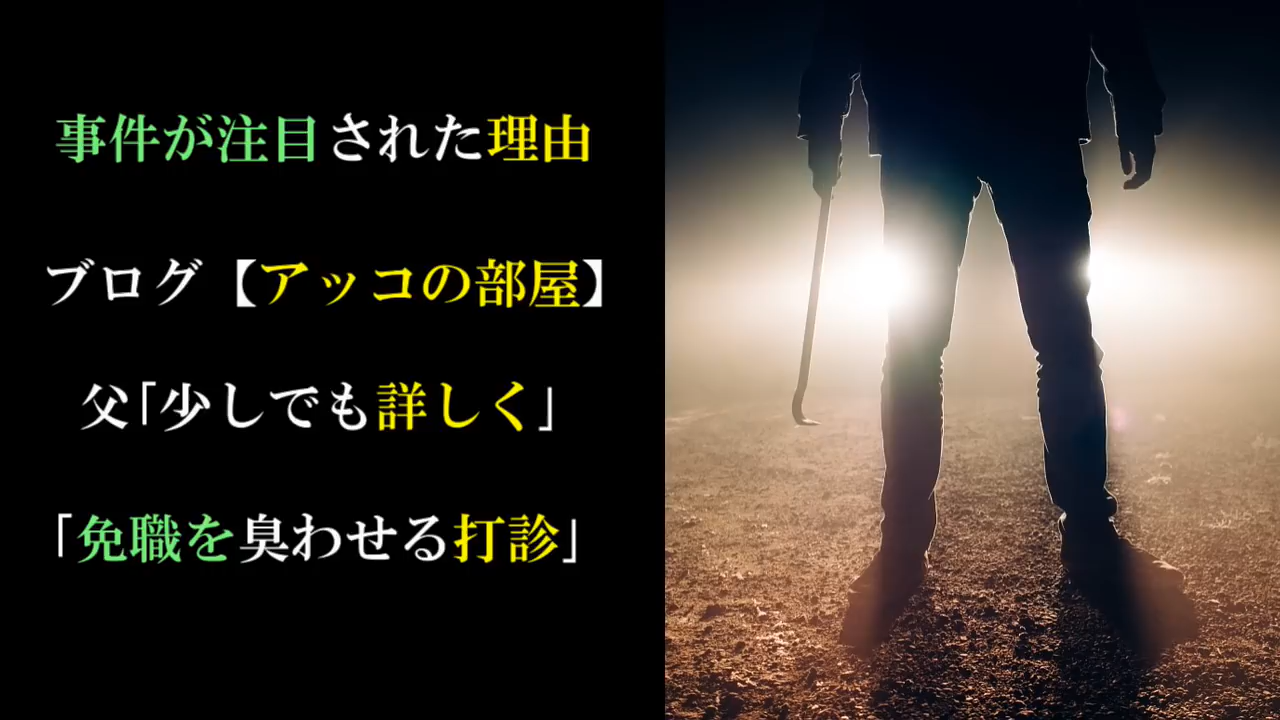 事件が注目された理由
ブログ【アッコの部屋】
父「少しでも詳しく」
「免職を臭わせる打診」